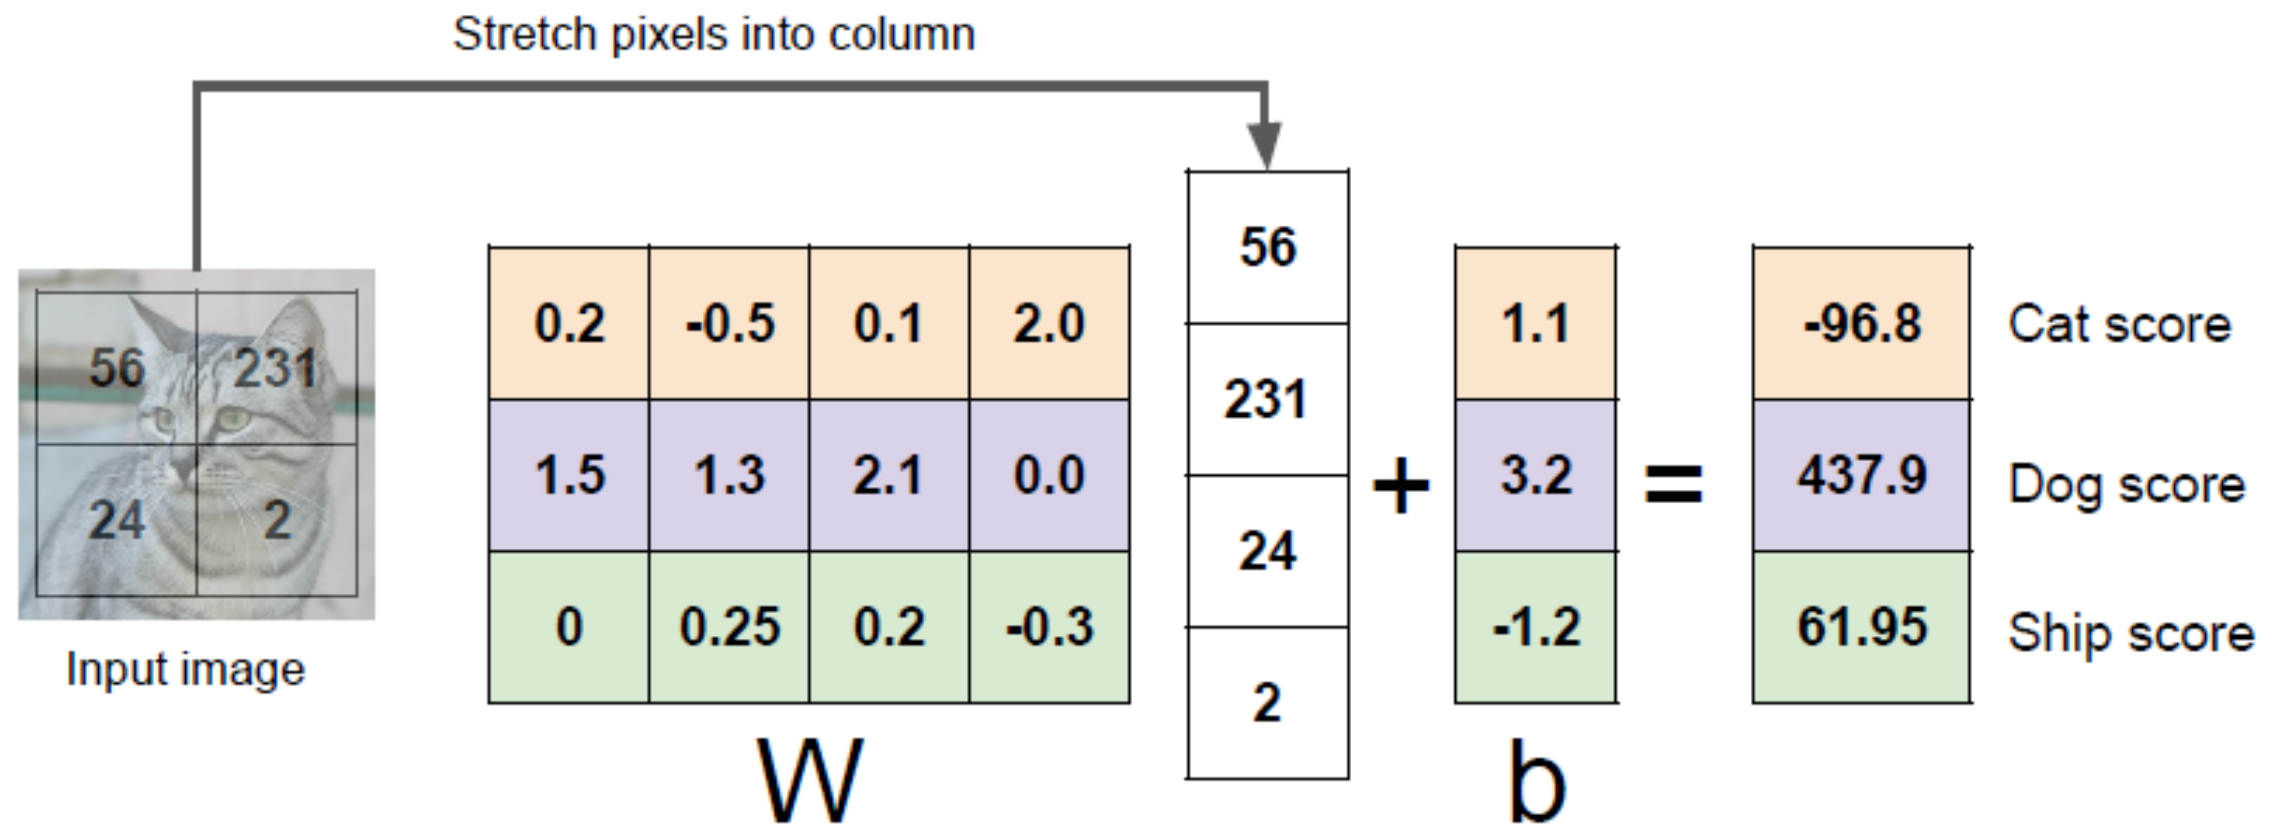 Stretch pixels into column
56 231
24 2
Input image
0.2 -0.5 0.1 2.0
1.5 1.3 2.1 0.0
0 0.25 0.2 -0.3
W
56
231
24
2
+
1.1
3.2
-1.2
b
=
-96.8 Cat score
437.9 Dog score
61.95 Ship score